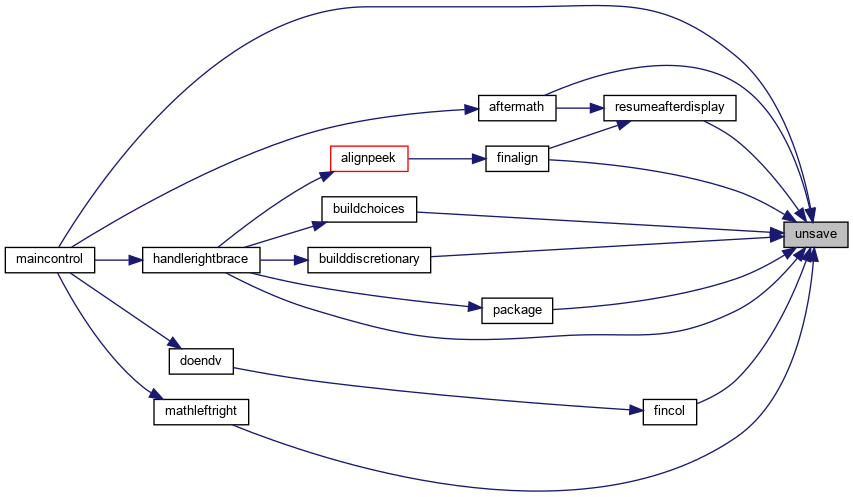 aftermath
resumeafterdisplay
alignpeek
finalign
buildchoices
unsave
maincontrol
handlerightbrace
builddiscretionary
package
doendv
mathleftright
fincol